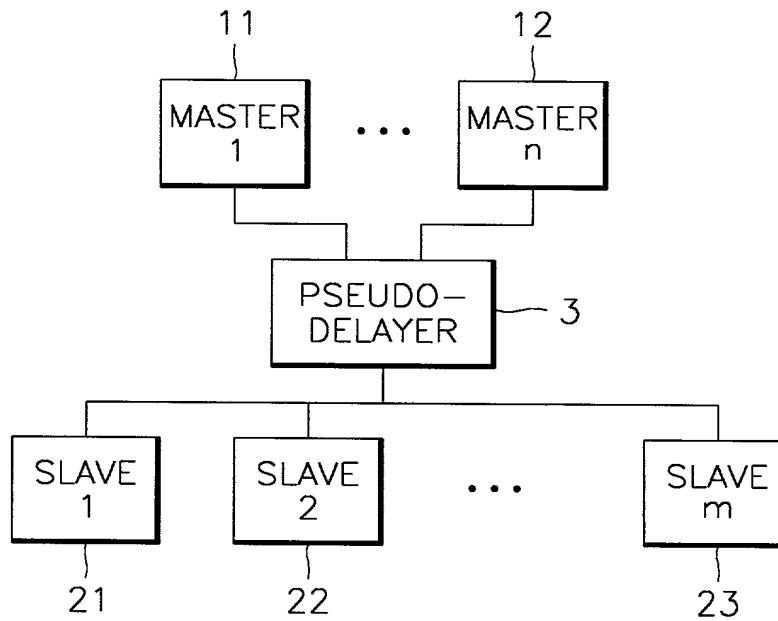 11
12
MASTER
1
• • •
MASTER
n
PSEUDO-
DELAYER
3
SLAVE
1
SLAVE
2
• • •
SLAVE
m
21
22
23